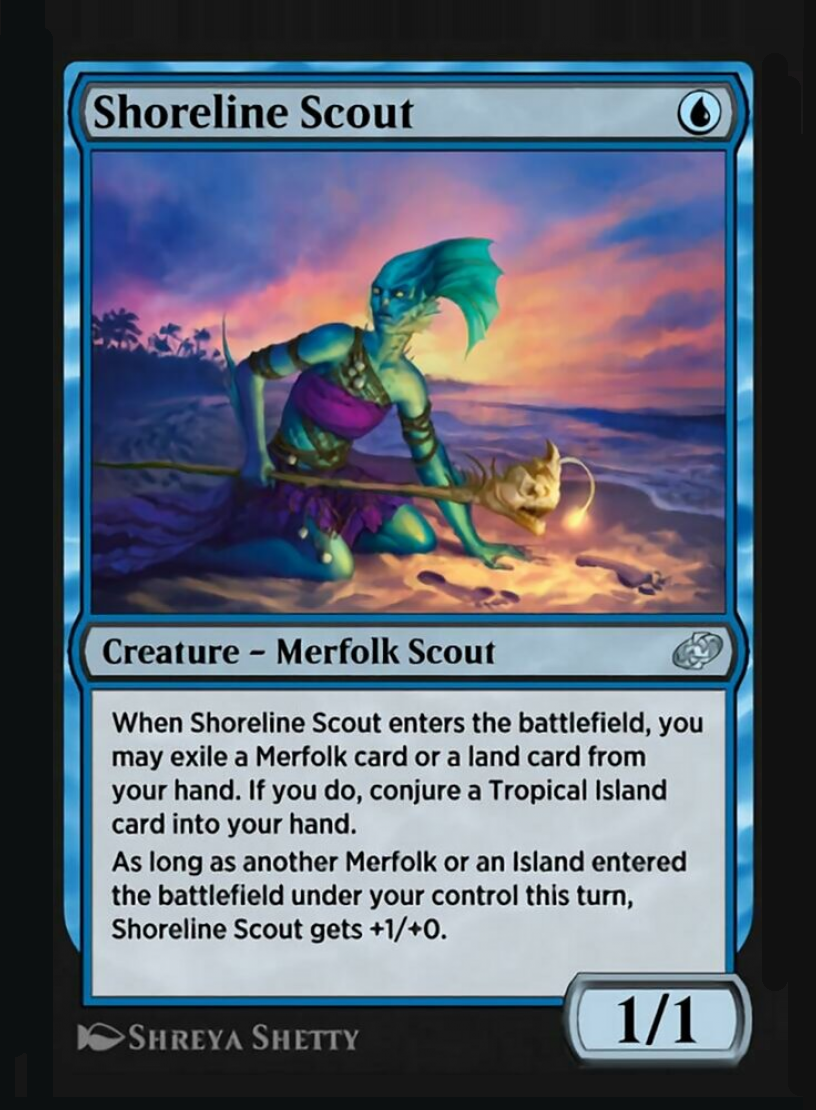 Shoreline Scout
Creature – Merfolk Scout
When Shoreline Scout enters the battlefield, you
may exile a Merfolk card or a land card from
your hand. If you do, conjure a Tropical Island
card into your hand.
As long as another Merfolk or an Island entered
the battlefield under your control this turn,
Shoreline Scout gets +1/+0.
1/1
Shreya Shetty